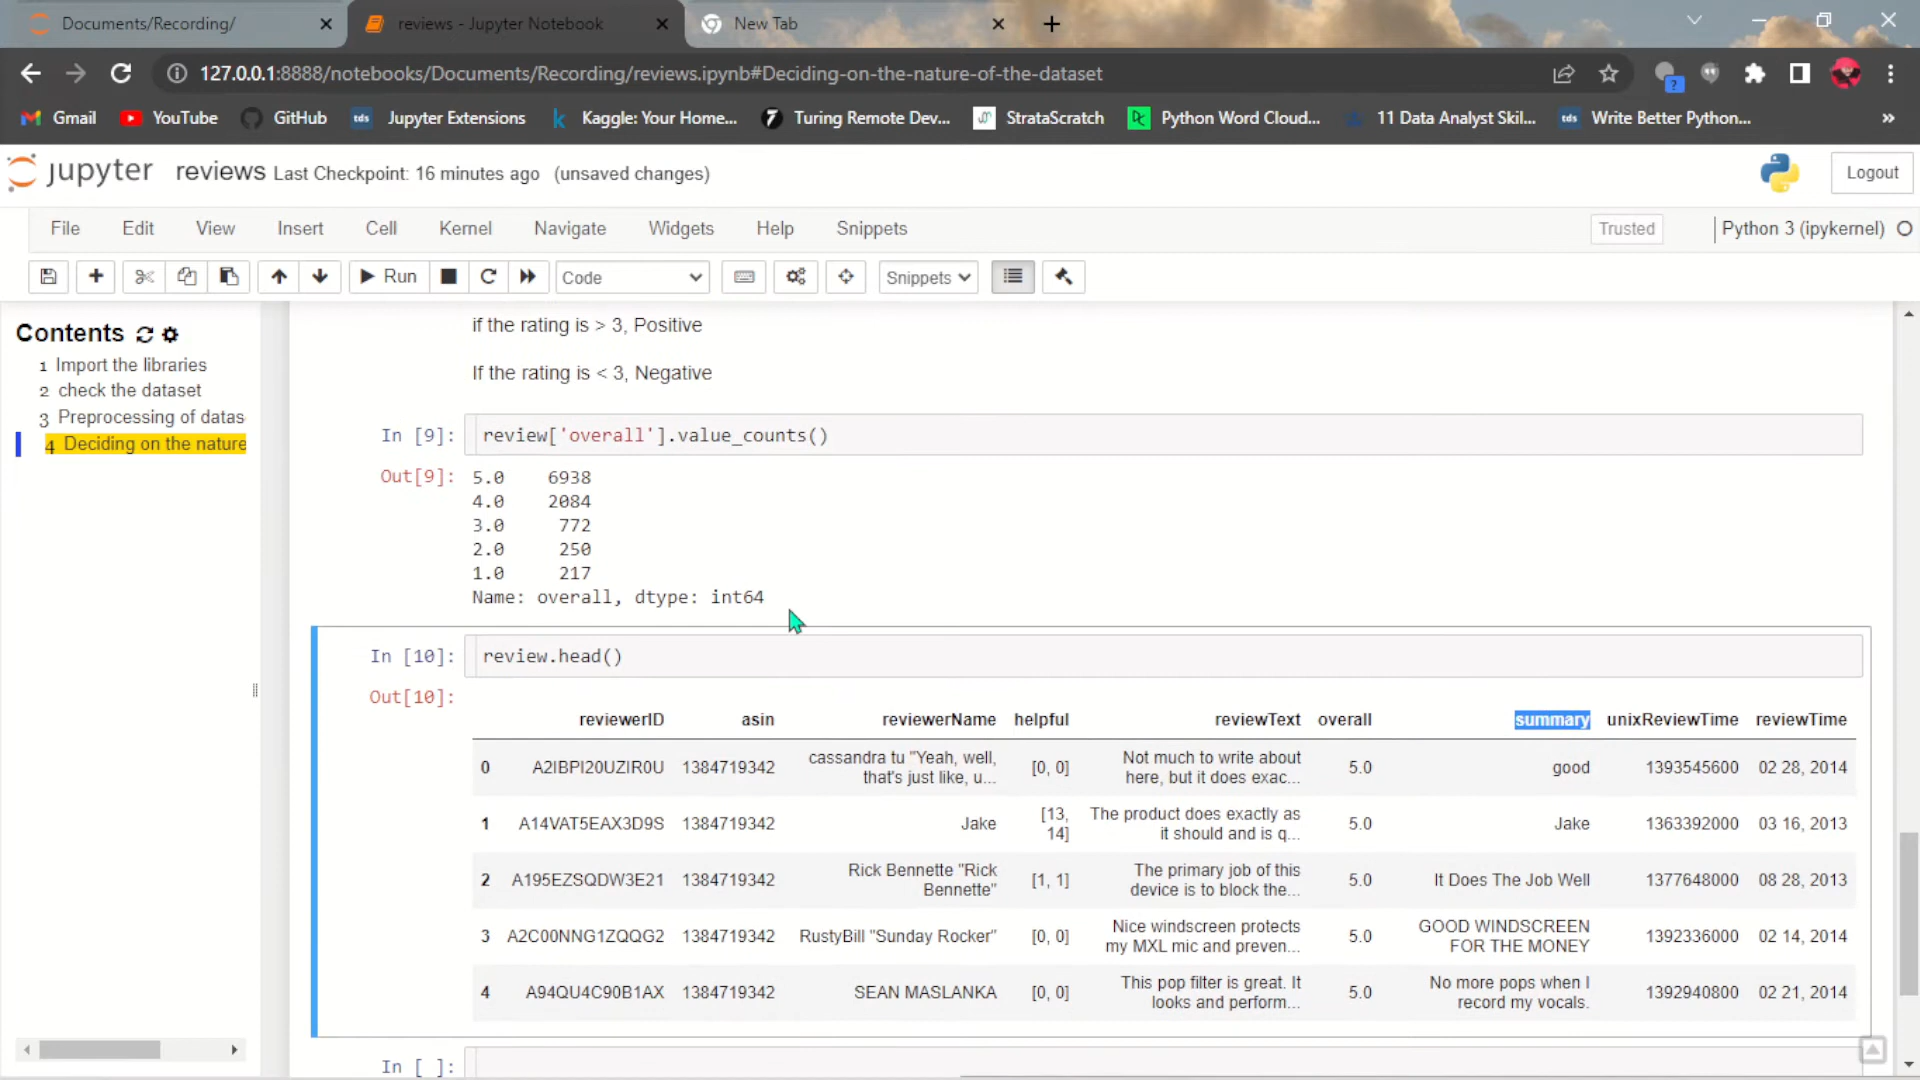 Documents/Recording/
reviews - Jupyter Notebook
New Tab
127.0.0.1:8888/notebooks/Documents/Recording/reviews.ipynb#Deciding-on-the-nature-of-the-dataset
Gmail YouTube GitHub tds Jupyter Extensions k Kaggle: Your Home... Turing Remote Dev... StrataScratch Python Word Cloud... 11 Data Analyst Skil... tds Write Better Python... »
jupyter reviews Last Checkpoint: 16 minutes ago (unsaved changes) Logout
File Edit View Insert Cell Kernel Navigate Widgets Help Snippets Trusted Python 3 (ipykernel)
Run Code Snippets
Contents
1 Import the libraries
2 check the dataset
3 Preprocessing of datas
4 Deciding on the nature
if the rating is > 3, Positive
If the rating is < 3, Negative
In [9]: review['overall'].value_counts()
Out[9]: 5.0 6938
4.0 2084
3.0 772
2.0 250
1.0 217
Name: overall, dtype: int64
In [10]: review.head()
Out[10]:
reviewerID asin reviewerName helpful reviewText overall summary unixReviewTime reviewTime
0 A2IBPI20UZIR0U 1384719342 cassandra tu "Yeah, well, that's just like, u... [0, 0] Not much to write about here, but it does exac... 5.0 good 1393545600 02 28, 2014
1 A14VAT5EAX3D9S 1384719342 Jake [13, 14] The product does exactly as it should and is q... 5.0 Jake 1363392000 03 16, 2013
2 A195EZSQDW3E21 1384719342 Rick Bennette "Rick Bennette" [1, 1] The primary job of this device is to block the... 5.0 It Does The Job Well 1377648000 08 28, 2013
3 A2C00NNG1ZQQG2 1384719342 RustyBill "Sunday Rocker" [0, 0] Nice windscreen protects my MXL mic and preven... 5.0 GOOD WINDSCREEN FOR THE MONEY 1392336000 02 14, 2014
4 A94QU4C90B1AX 1384719342 SEAN MASLANKA [0, 0] This pop filter is great. It looks and perform... 5.0 No more pops when I record my vocals. 1392940800 02 21, 2014
In [ ]: